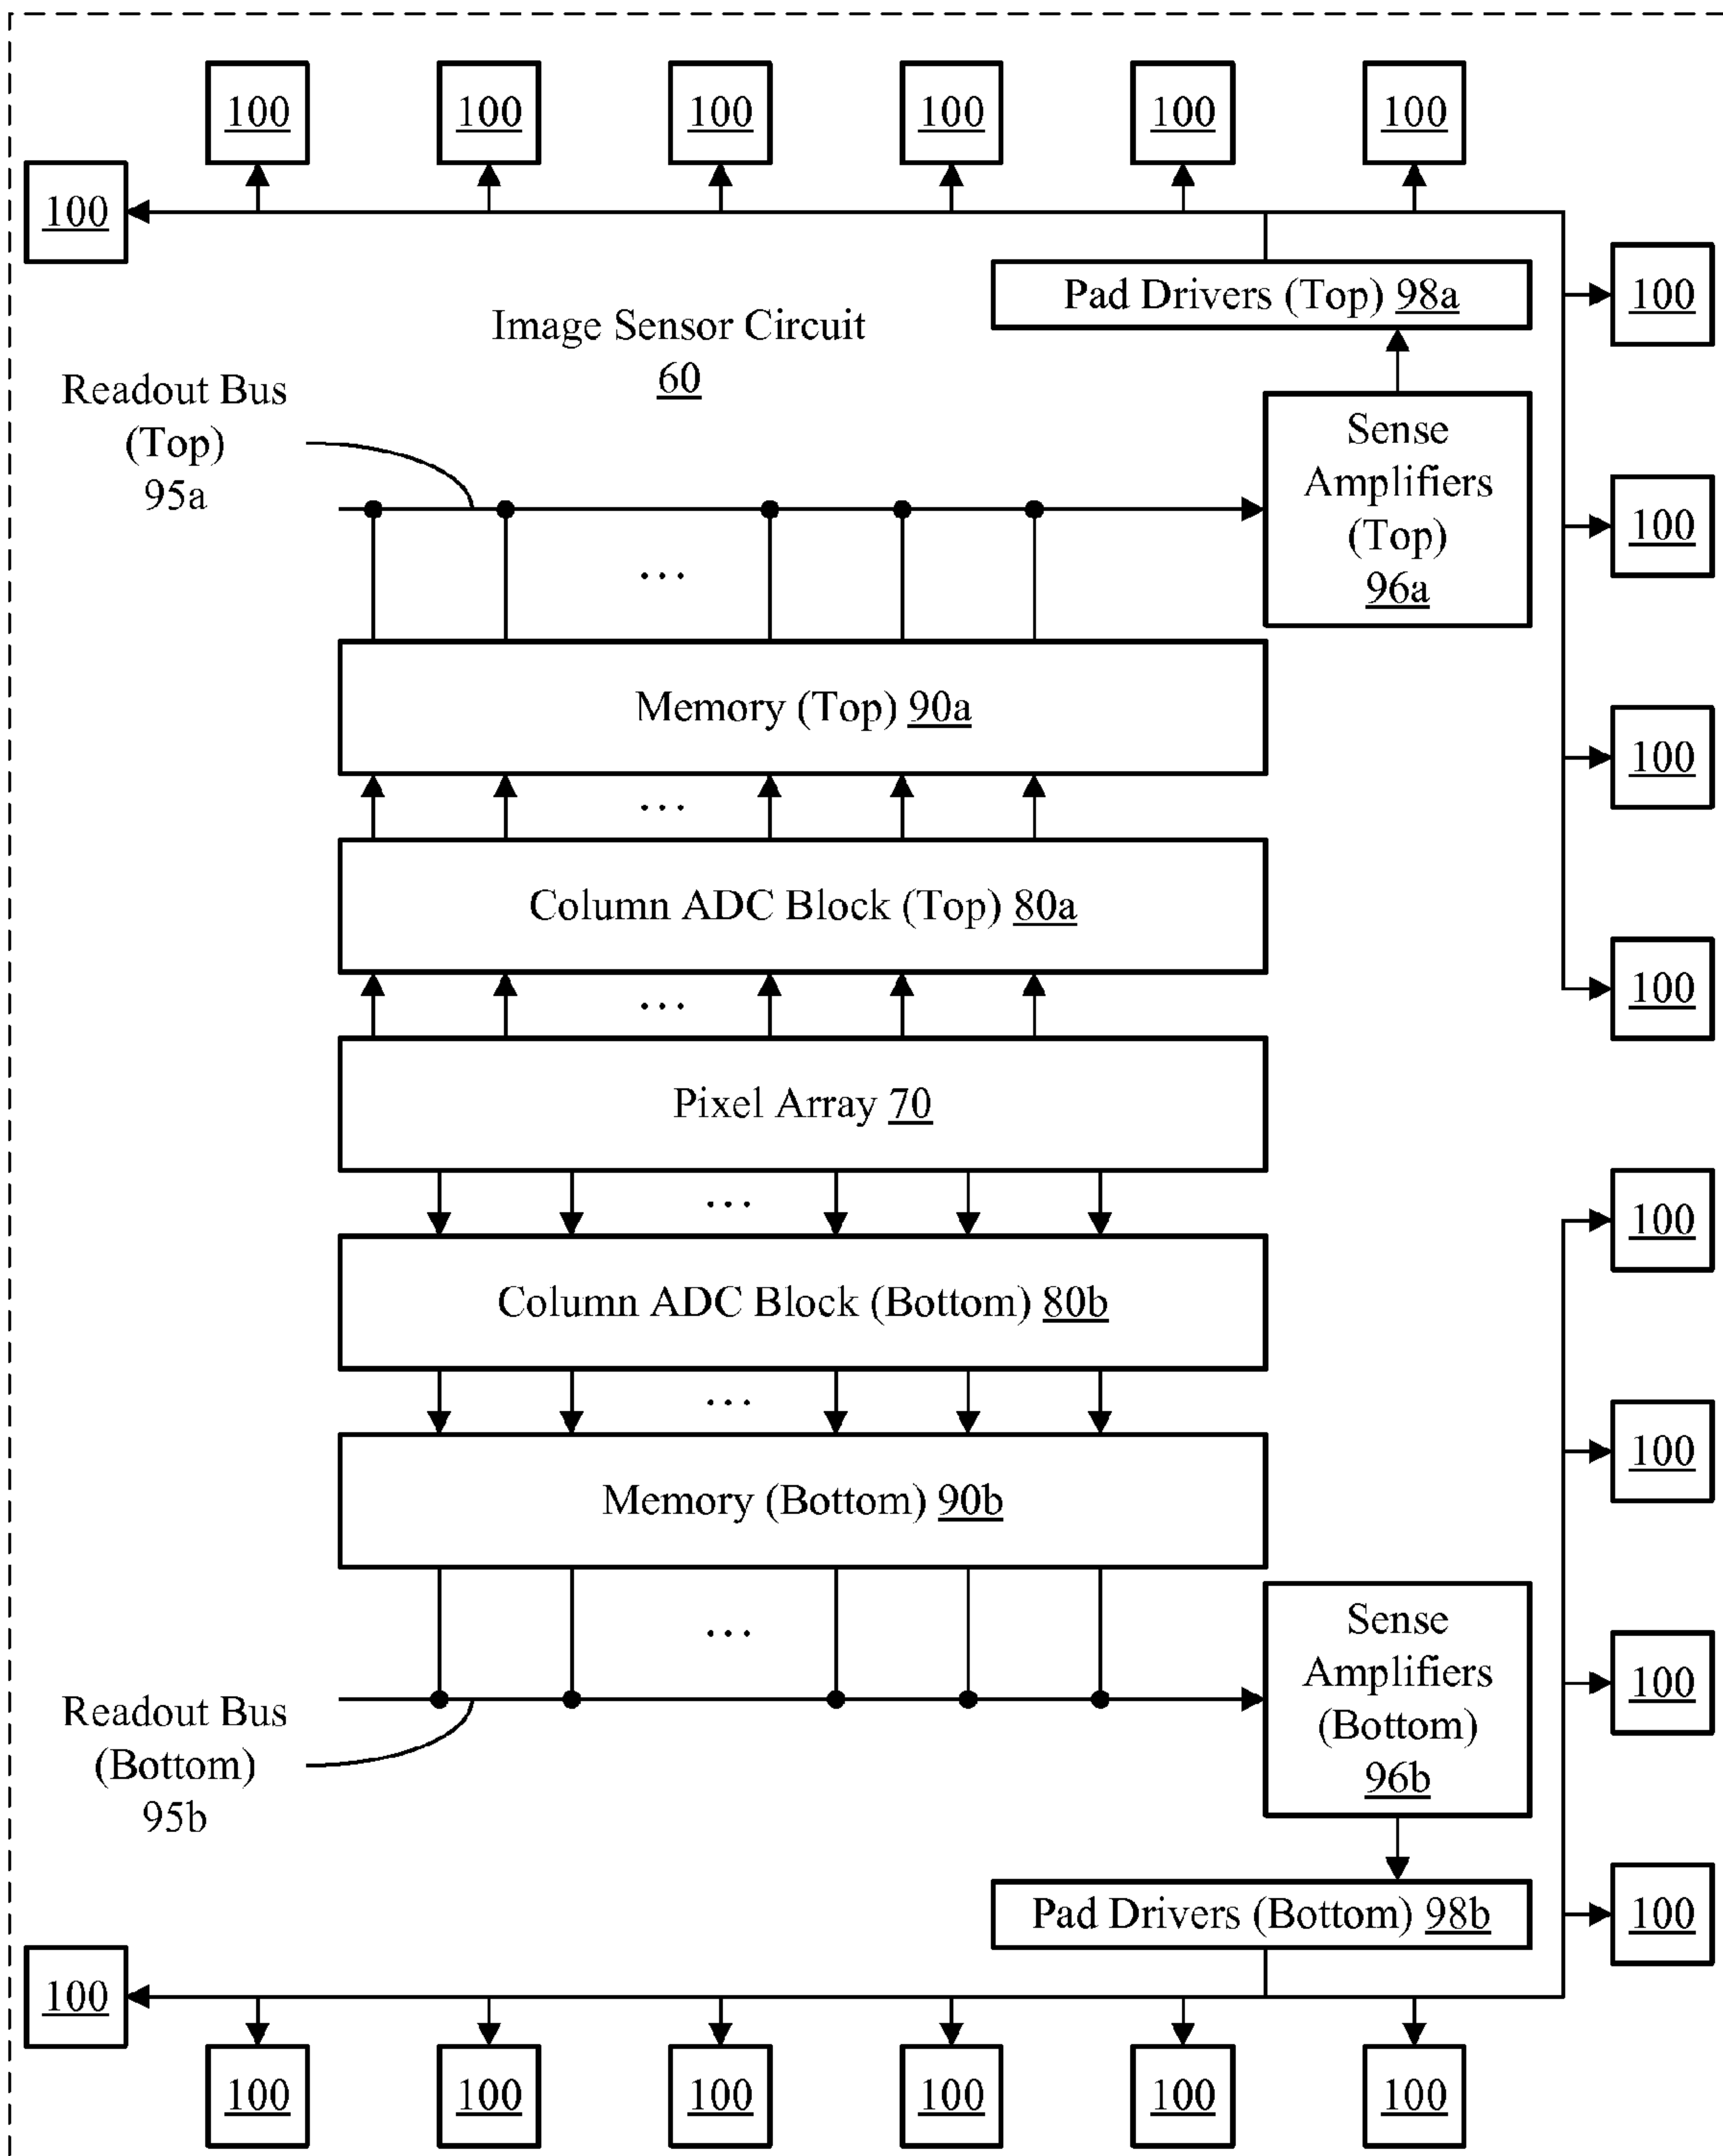 100 100 100 100 100 100
100
Pad Drivers (Top) 98a
100
Image Sensor Circuit
60
Readout Bus
(Top)
95a
Sense
Amplifiers
(Top)
96a
100
Memory (Top) 90a
100
...
...
Column ADC Block (Top) 80a
100
...
Pixel Array 70
100
...
Column ADC Block (Bottom) 80b
...
100
Memory (Bottom) 90b
...
Sense
Amplifiers
(Bottom)
96b
100
Readout Bus
(Bottom)
95b
Pad Drivers (Bottom) 98b
100
100
100 100 100 100 100 100